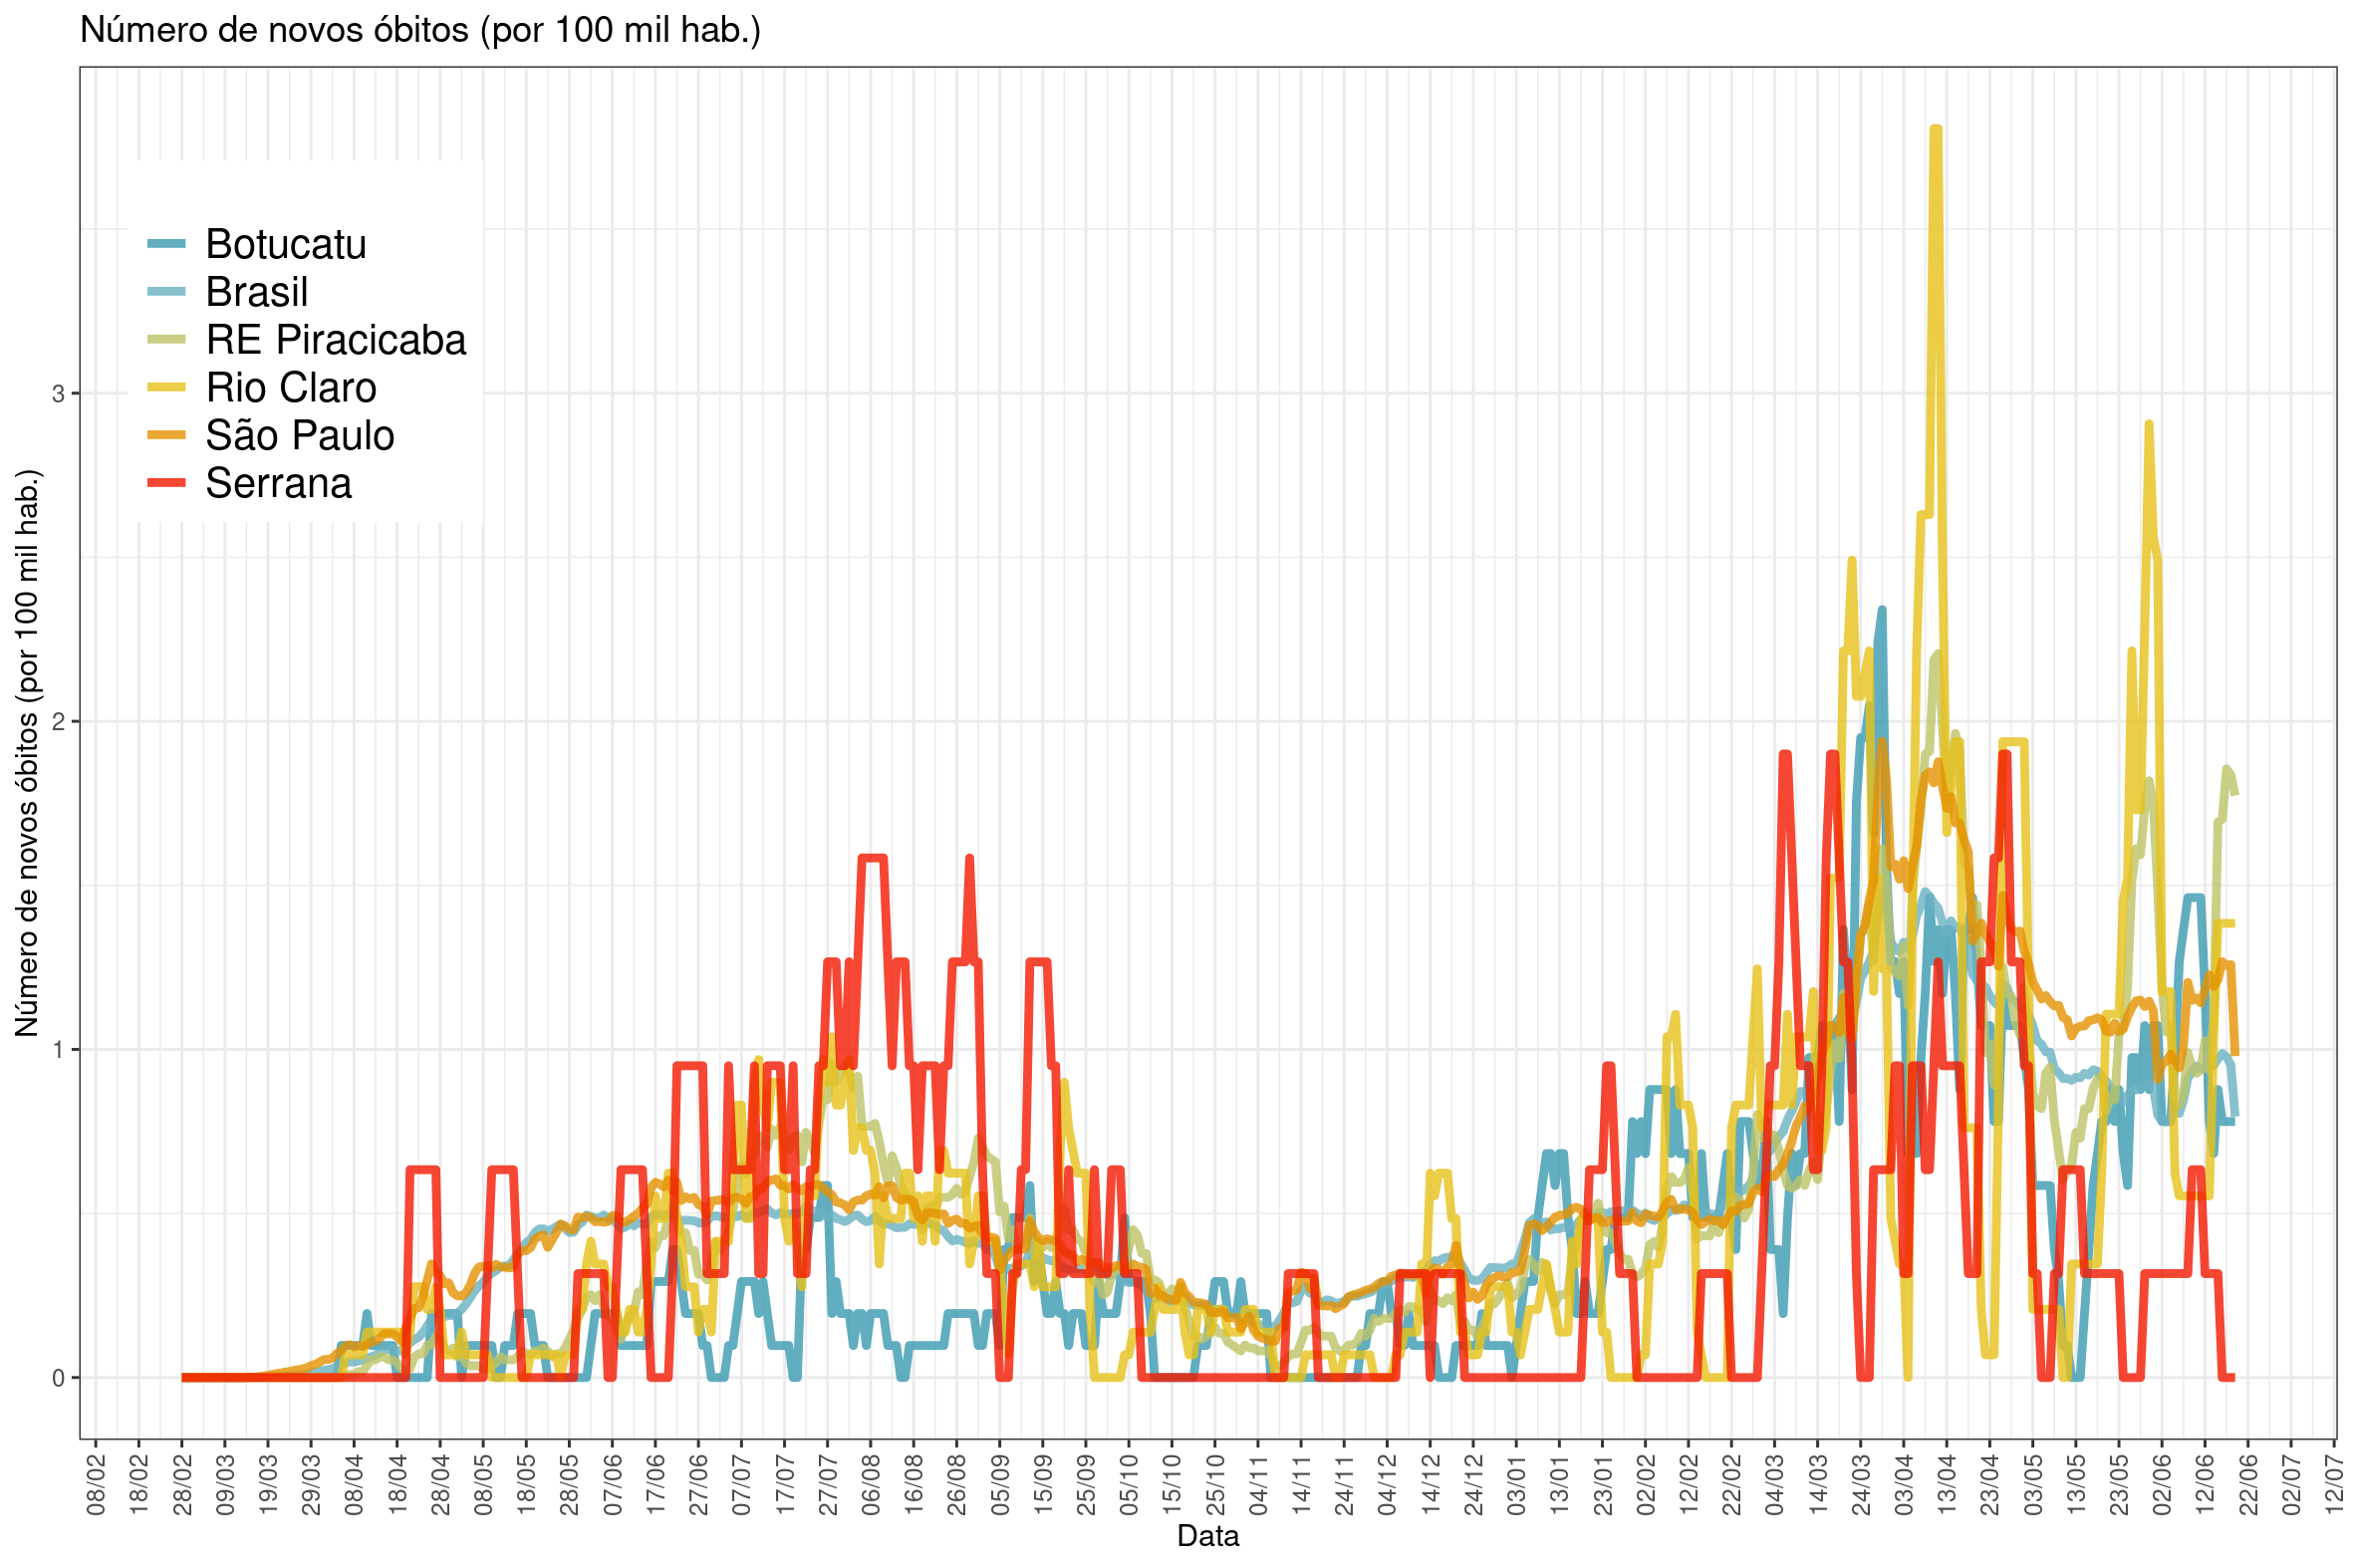 Número de novos óbitos (por 100 mil hab.)
Botucatu
Brasil
RE Piracicaba
Rio Claro
São Paulo
Serrana
Número de novos óbitos (por 100 mil hab.)
3
2
1
0
08/02 18/02 28/02 09/03 19/03 29/03 08/04 18/04 28/04 08/05 18/05 28/05 07/06 17/06 27/06 07/07 17/07 27/07 06/08 16/08 26/08 05/09 15/09 25/09 05/10 15/10 25/10 04/11 14/11 24/11 04/12 14/12 24/12 03/01 13/01 23/01 02/02 12/02 22/02 04/03 14/03 24/03 03/04 13/04 23/04 03/05 13/05 23/05 02/06 12/06 22/06 02/07 12/07
Data